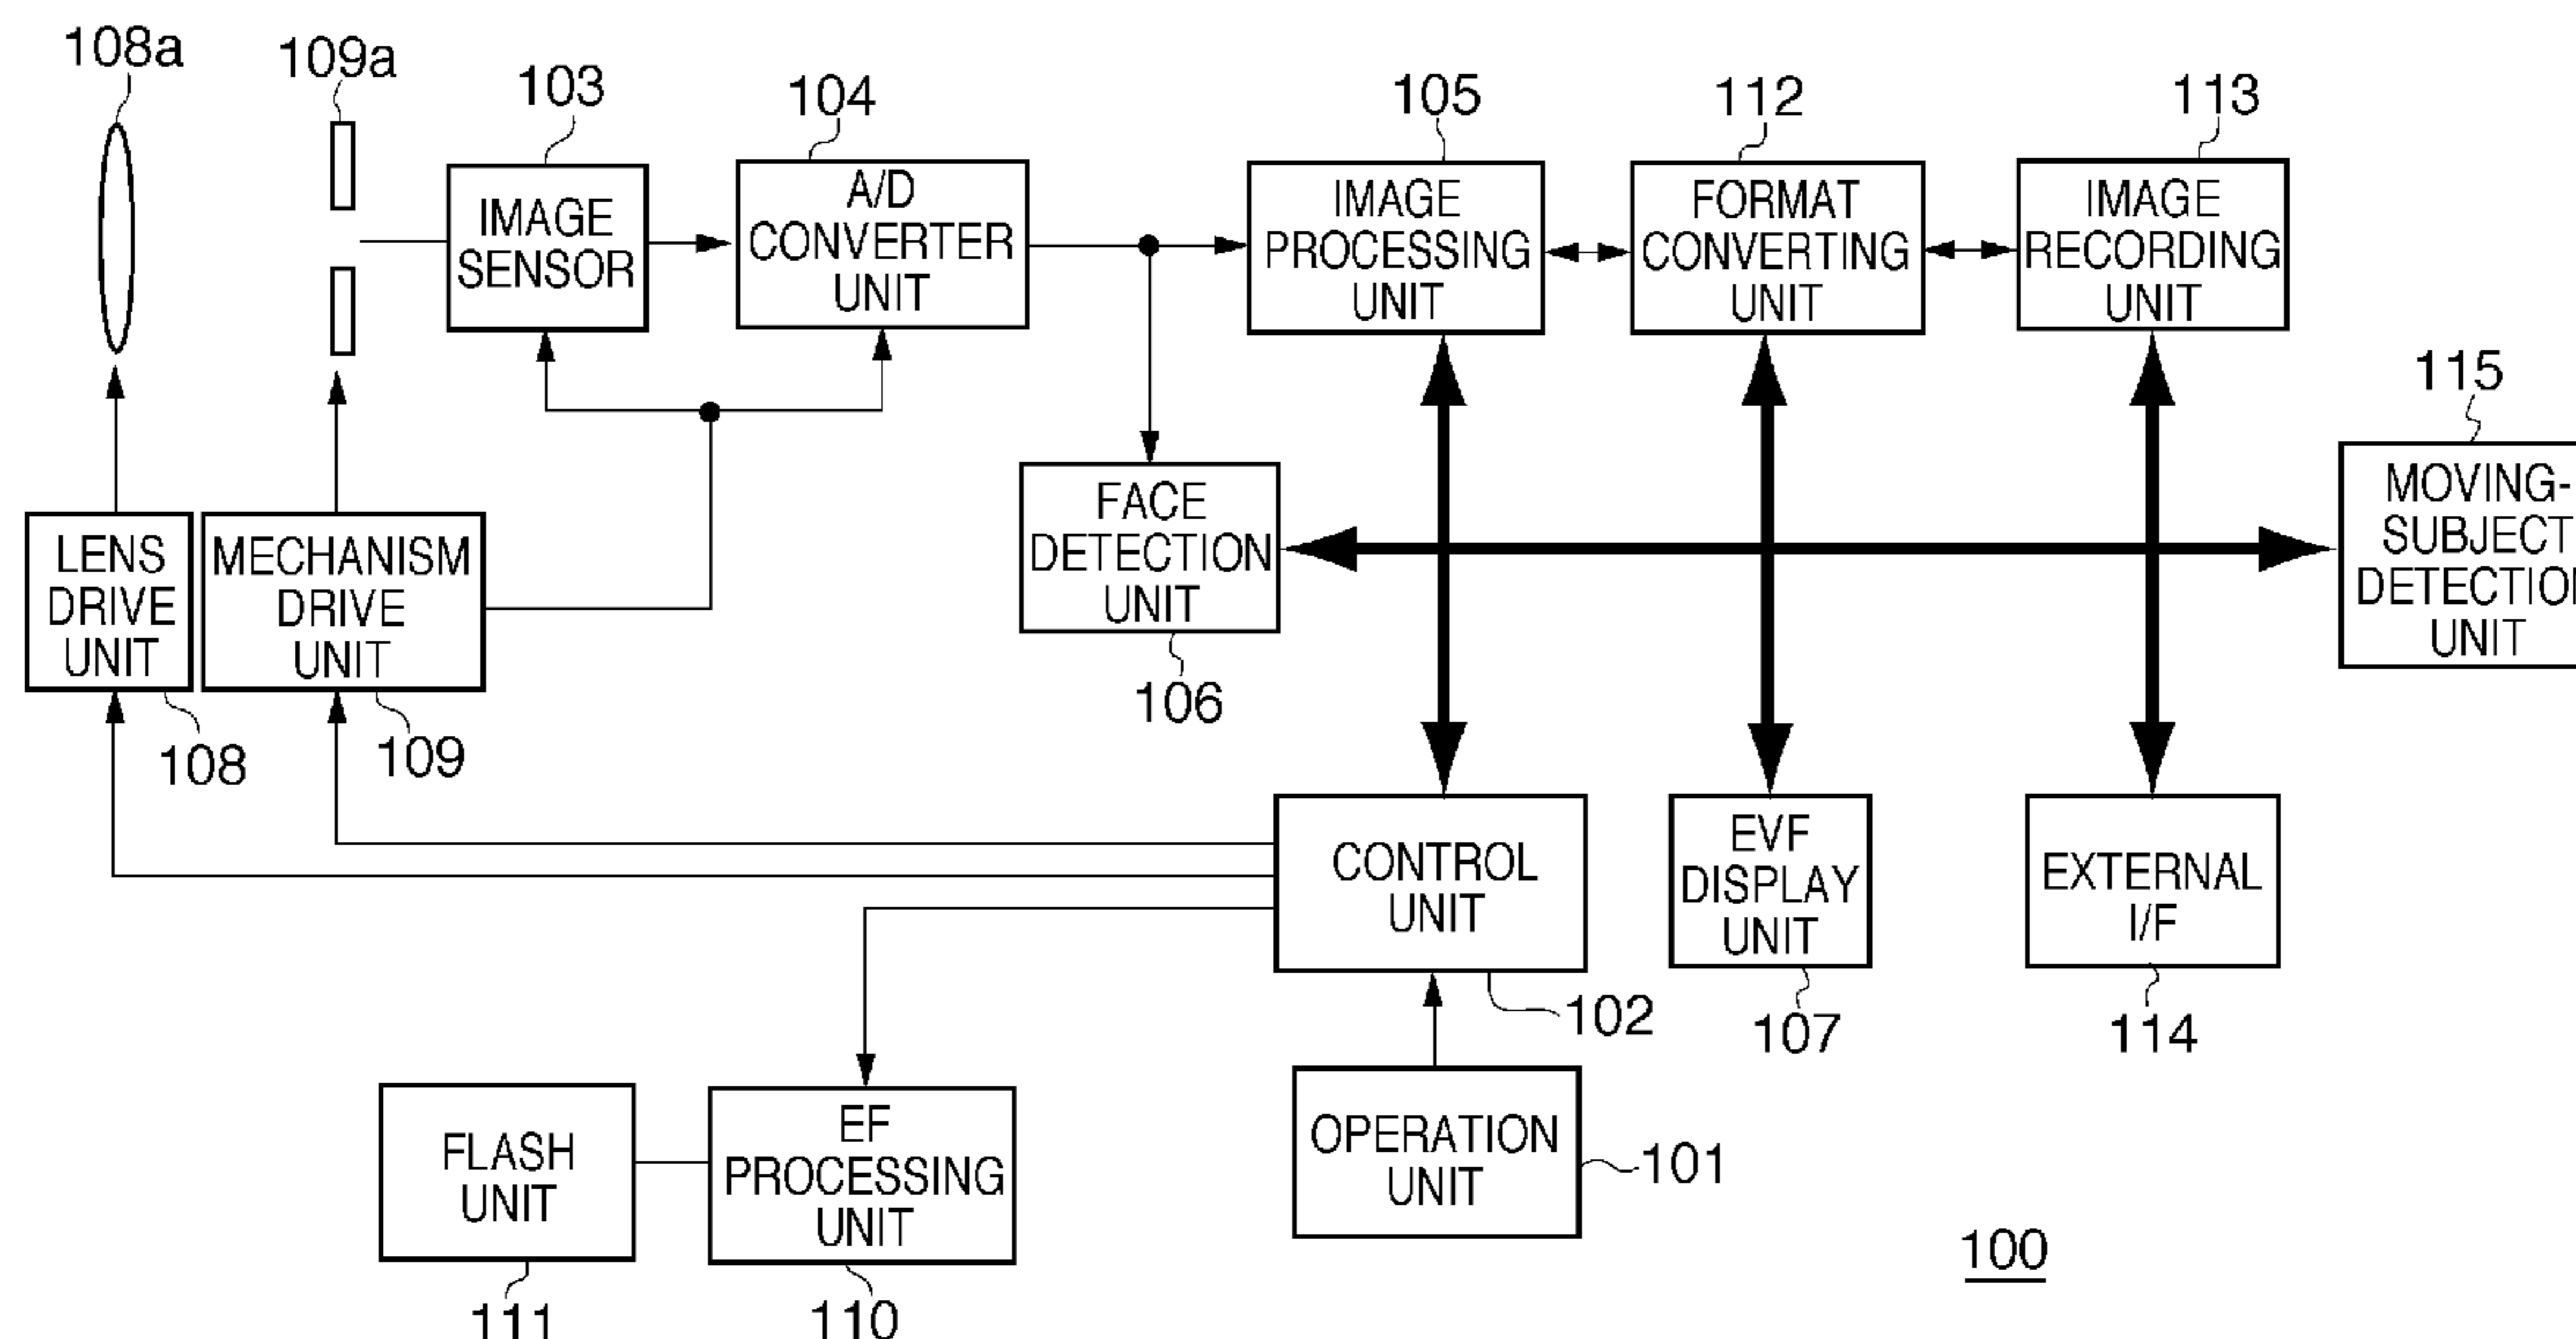 108a
109a
103
104
105
112
113
IMAGE
SENSOR
A/D
CONVERTER
UNIT
IMAGE
PROCESSING
UNIT
FORMAT
CONVERTING
UNIT
IMAGE
RECORDING
UNIT
115
MOVING-
SUBJECT
DETECTION
UNIT
LENS
DRIVE
UNIT
MECHANISM
DRIVE
UNIT
FACE
DETECTION
UNIT
106
108
109
CONTROL
UNIT
EVF
DISPLAY
UNIT
EXTERNAL
I/F
102
107
114
FLASH
UNIT
EF
PROCESSING
UNIT
OPERATION
UNIT
101
100
111
110